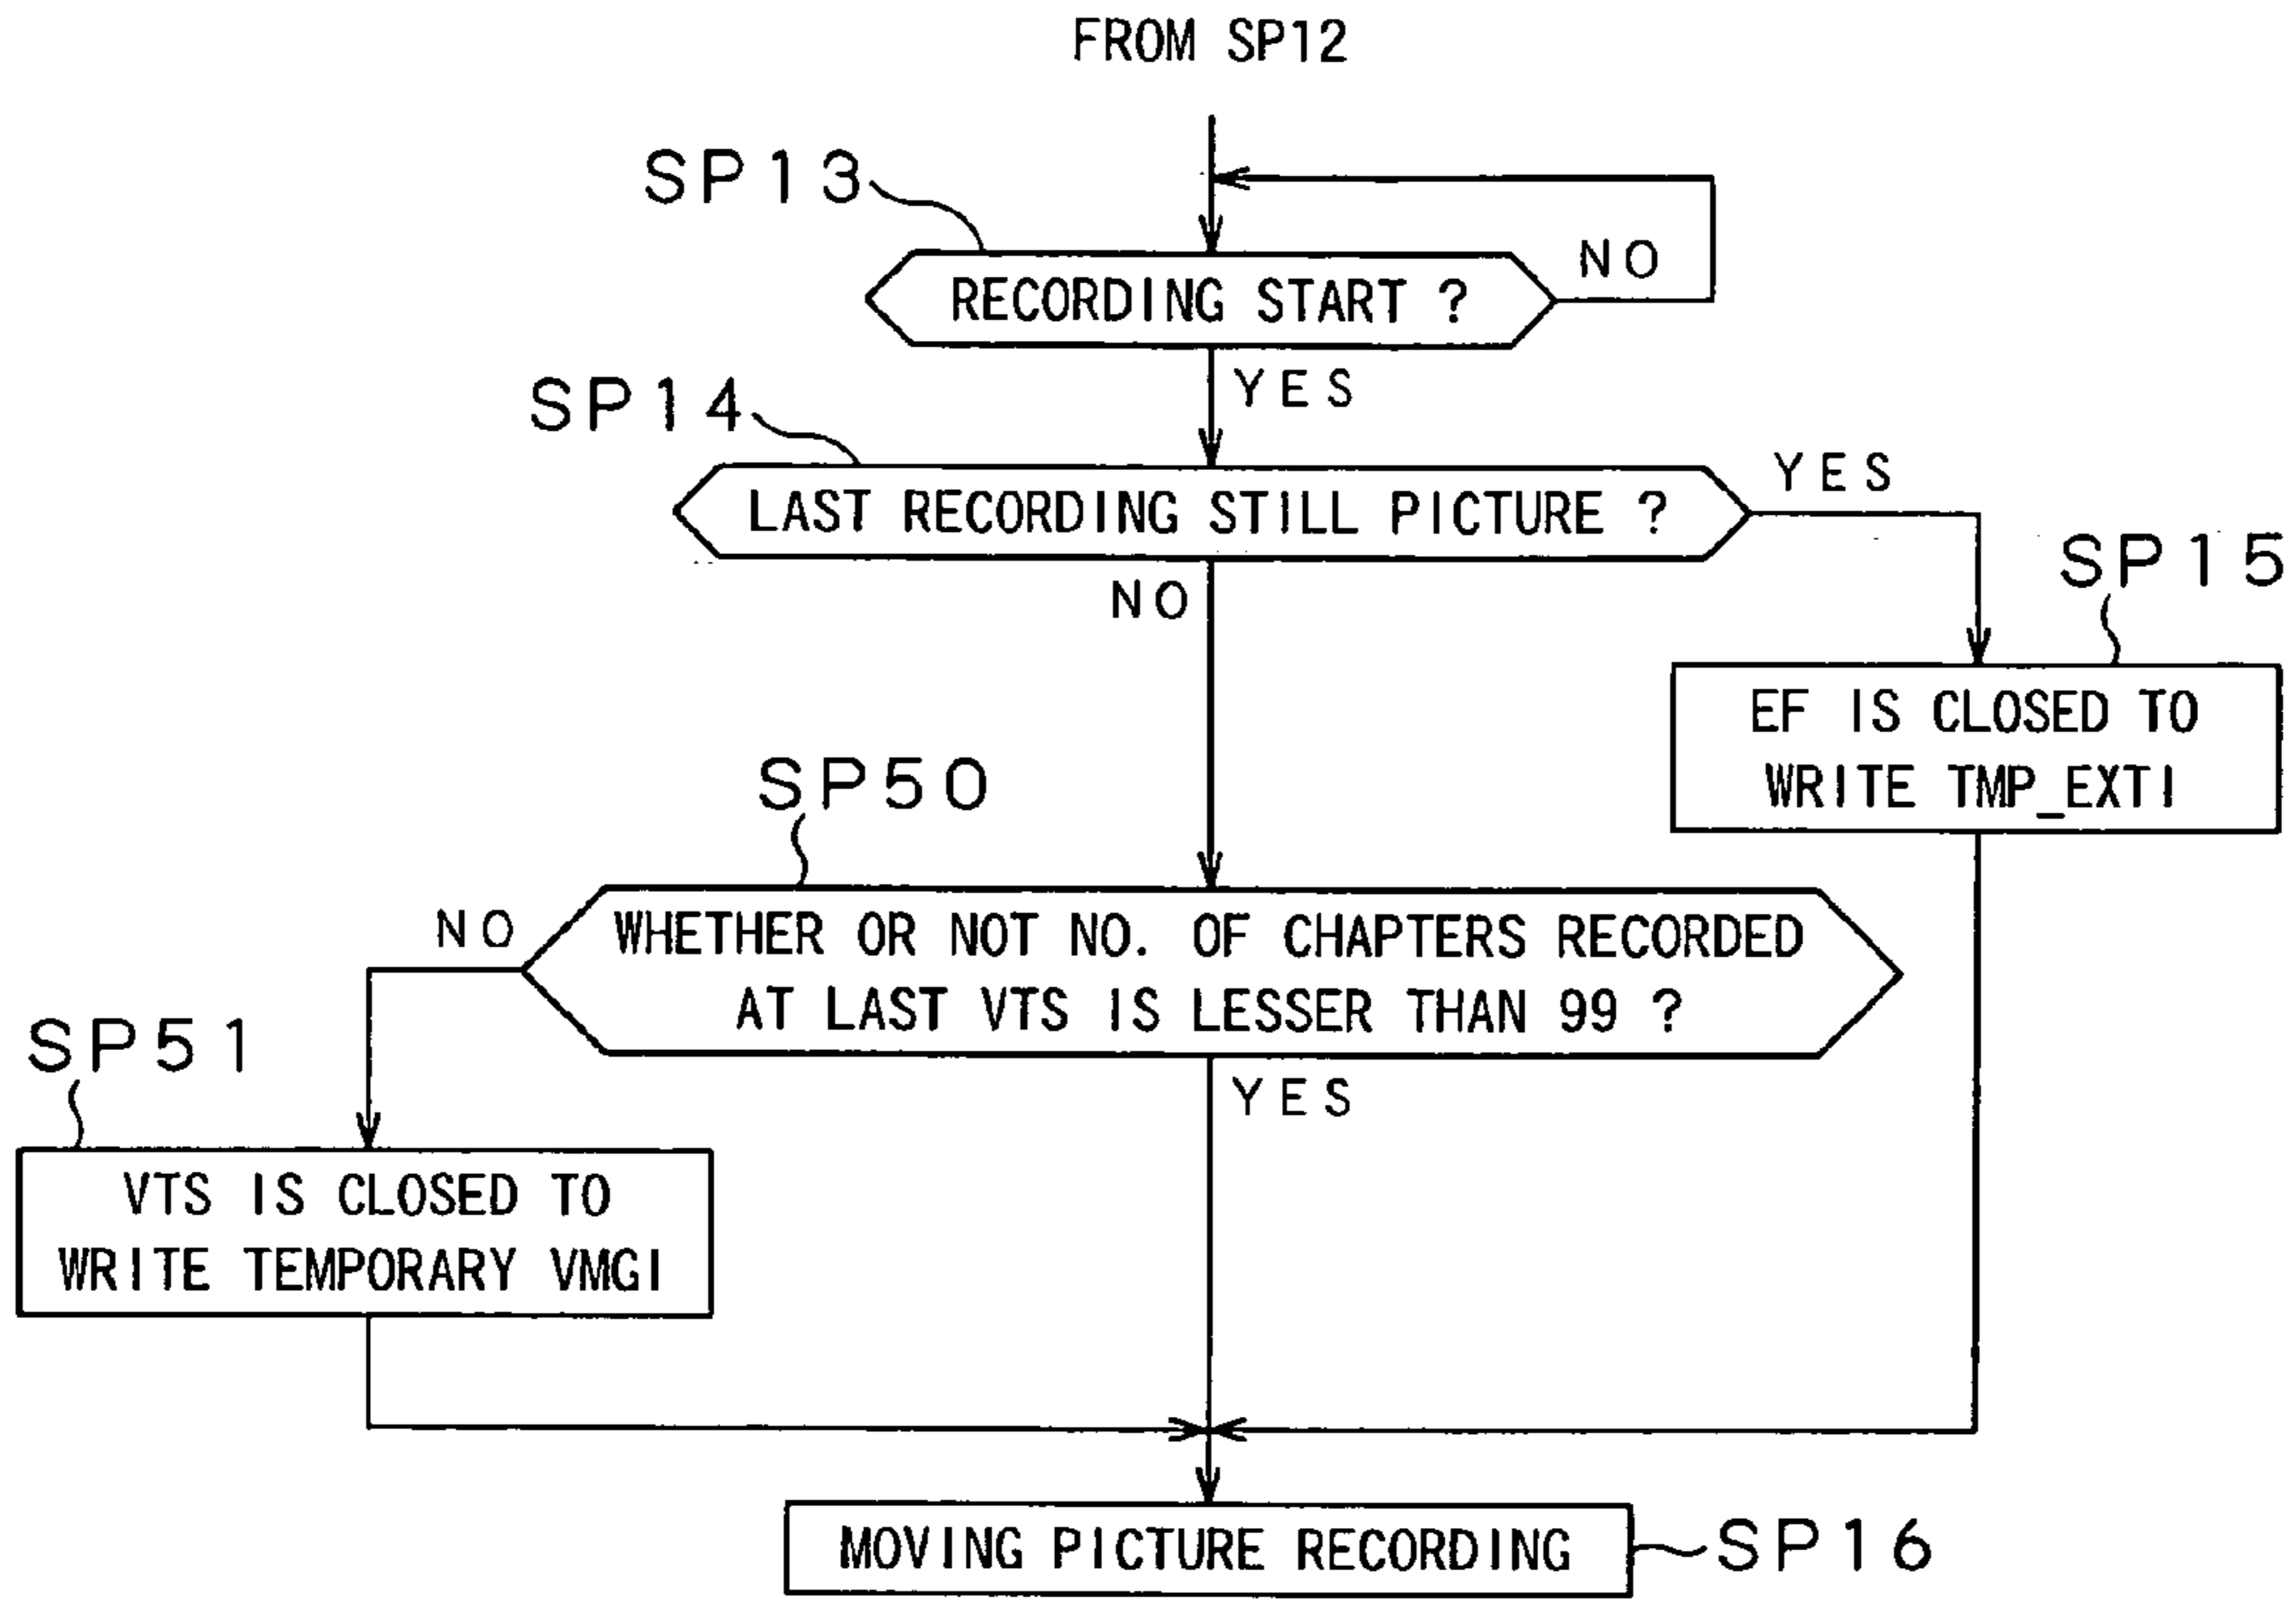 FROM SP12
SP13
NO
RECORDING START ?
YES
SP14
YES
LAST RECORDING STILL PICTURE ?
SP15
NO
EF IS CLOSED TO
WRITE TMP_EXTI
SP50
NO
WHETHER OR NOT NO. OF CHAPTERS RECORDED
AT LAST VTS IS LESSER THAN 99 ?
SP51
YES
VTS IS CLOSED TO
WRITE TEMPORARY VMGI
MOVING PICTURE RECORDING
SP16